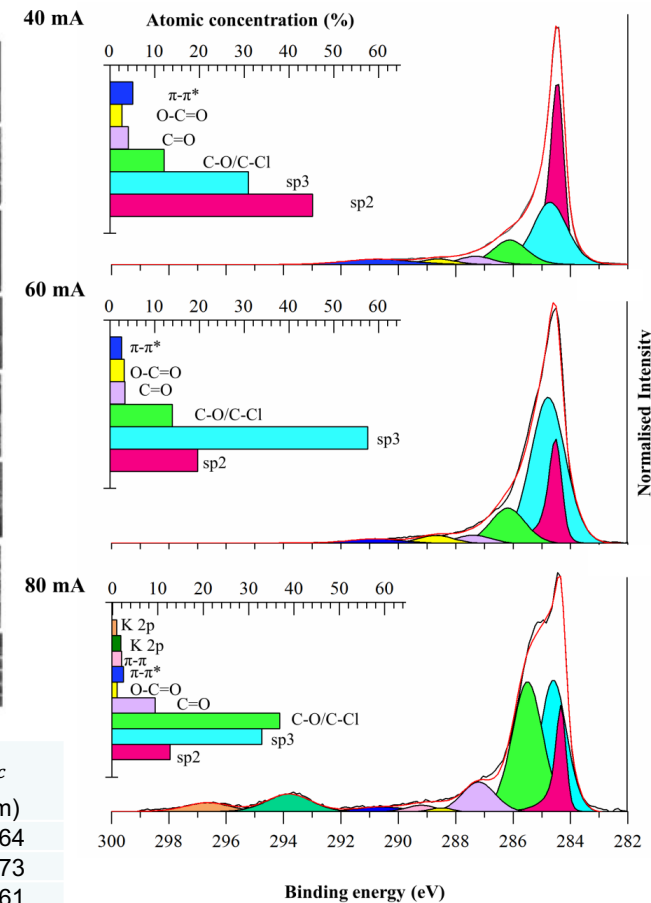 40 mA
Atomic concentration (%)
0 10 20 30 40 50 60
π-π*
O-C=O
C=O
C-O/C-Cl
sp3
sp2
60 mA
0 10 20 30 40 50 60
π-π*
O-C=O
C=O
C-O/C-Cl
sp3
sp2
Normalised Intensity
80 mA
0 10 20 30 40 50 60
K 2p
K 2p
π-π
π-π*
O-C=O
C=O
C-O/C-Cl
sp3
sp2
c
m)
64
73
61
300 298 296 294 292 290 288 286 284 282
Binding energy (eV)